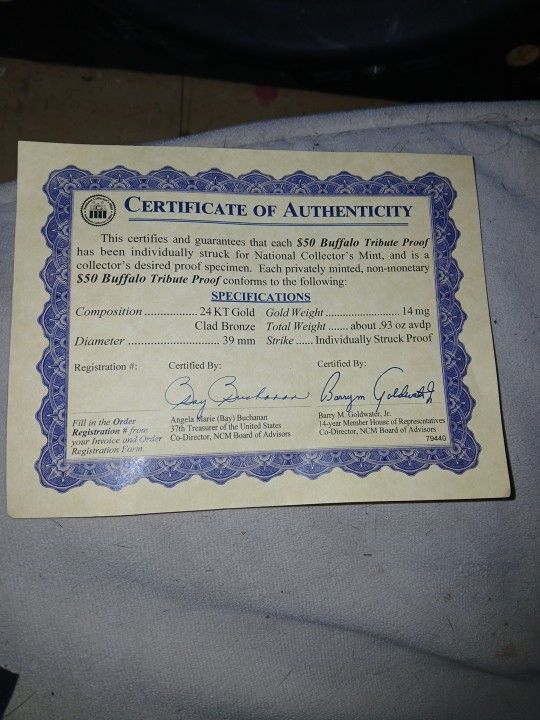 CERTIFICATE OF AUTHENTICITY
This certifies and guarantees that each $50 Buffalo Tribute Proof
has been individually struck for National Collector's Mint, and is a
collector's desired proof specimen. Each privately minted, non-monetary
$50 Buffalo Tribute Proof conforms to the following:
SPECIFICATIONS
Composition ................ 24 KT Gold
Clad Bronze
Diameter ........................ 39 mm
Gold Weight .................... 14 mg
Total Weight ....... about .93 oz avdp
Strike ...... Individually Struck Proof
Registration #:
Fill in the Order
Registration # from
your Invoice and Order
Registration Form.
Certified By:
Bay Buchanan
Angela Marie (Bay) Buchanan
37th Treasurer of the United States
Co-Director, NCM Board of Advisors
Certified By:
Barry M Goldwater Jr
Barry M. Goldwater, Jr.
14-year Member House of Representatives
Co-Director, NCM Board of Advisors
79440